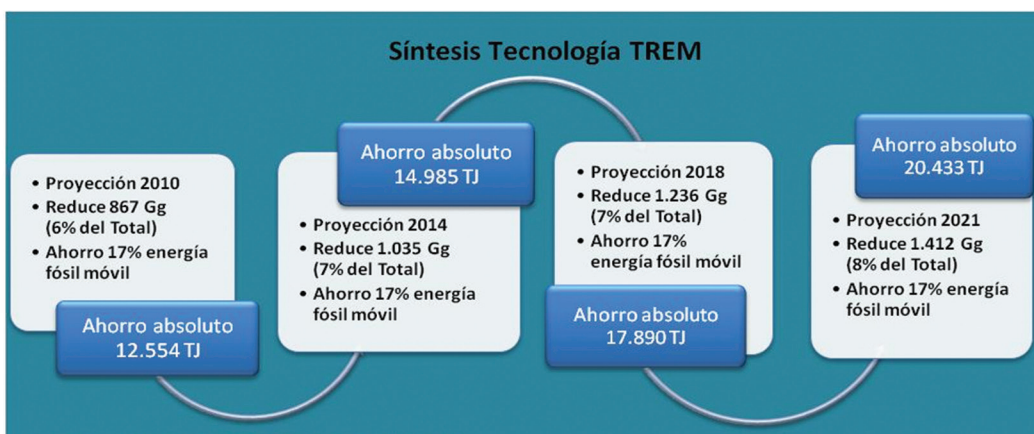 Síntesis Tecnología TREM
• Proyección 2010
• Reduce 867 Gg
(6% del Total)
• Ahorro 17% energía
fósil móvil
Ahorro absoluto
12.554 TJ
Ahorro absoluto
14.985 TJ
• Proyección 2014
• Reduce 1.035 Gg
(7% del Total)
• Ahorro 17% energía
fósil móvil
• Proyección 2018
• Reduce 1.236 Gg
(7% del Total)
• Ahorro 17%
energía fósil móvil
Ahorro absoluto
17.890 TJ
Ahorro absoluto
20.433 TJ
• Proyección 2021
• Reduce 1.412 Gg
(8% del Total)
• Ahorro 17% energía
fósil móvil